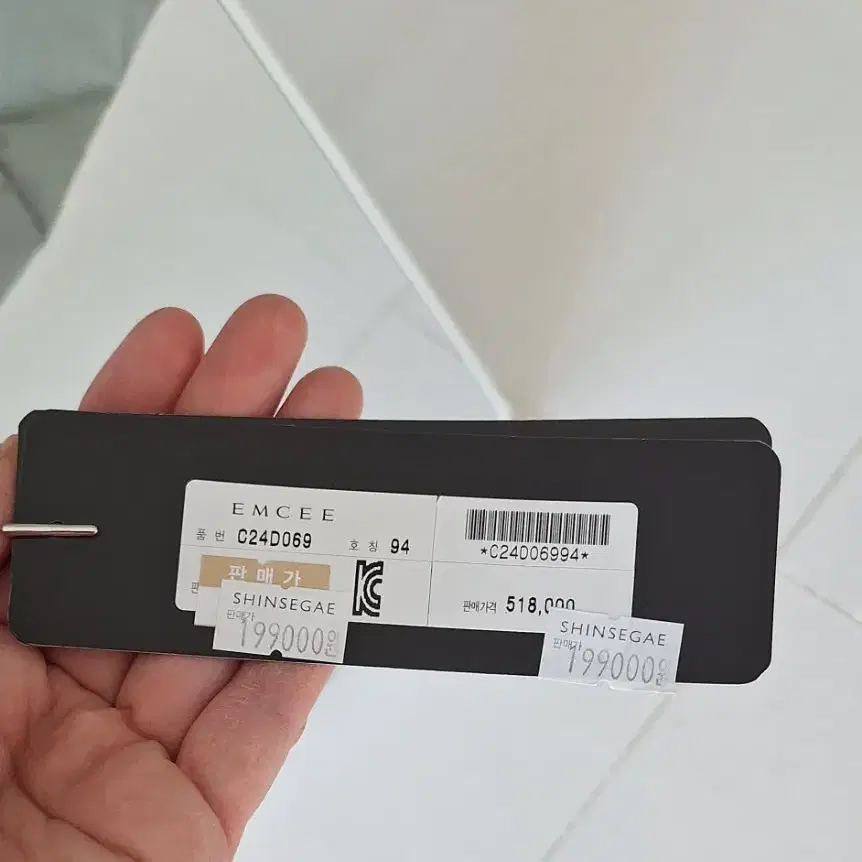 EMCEE
품 번 C24D069 호 칭 94
판매가
SHINSEGAE
판매가
199000원
*C24D06994*
판매가격 518,000
SHINSEGAE
판매가
199000원